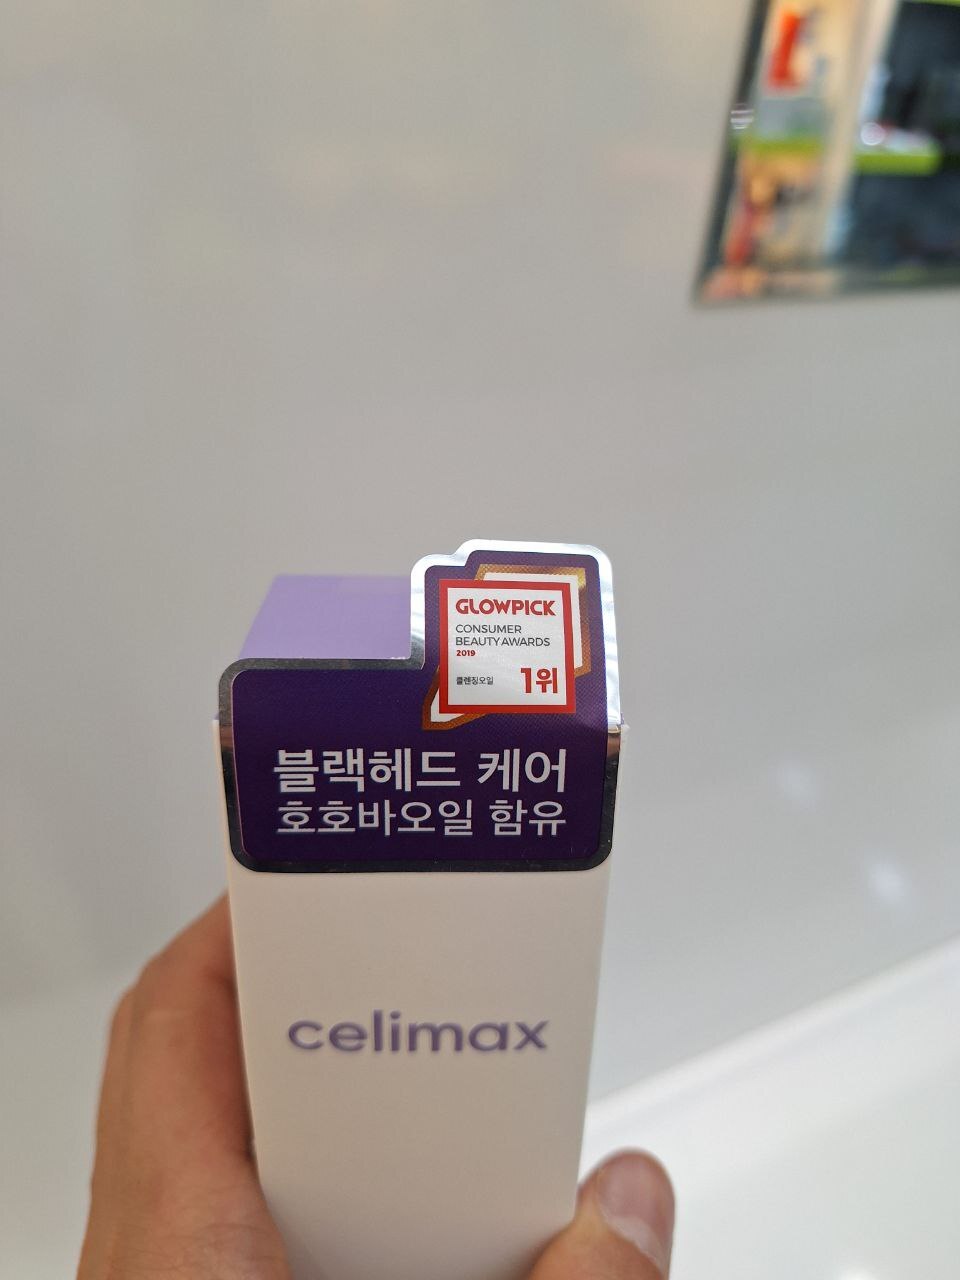 GLOWPICK
CONSUMER
BEAUTY AWARDS
2019
클렌징오일 1위
블랙헤드 케어
호호바오일 함유
celimax